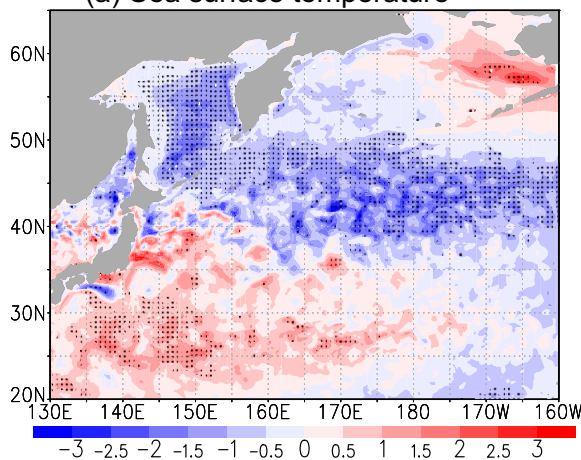 (a) Sea surface temperature
60N
50N
40N
30N
20N
130E 140E 150E 160E 170E 180 170W 160W
-3 -2.5 -2 -1.5 -1 -0.5 0 0.5 1 1.5 2 2.5 3